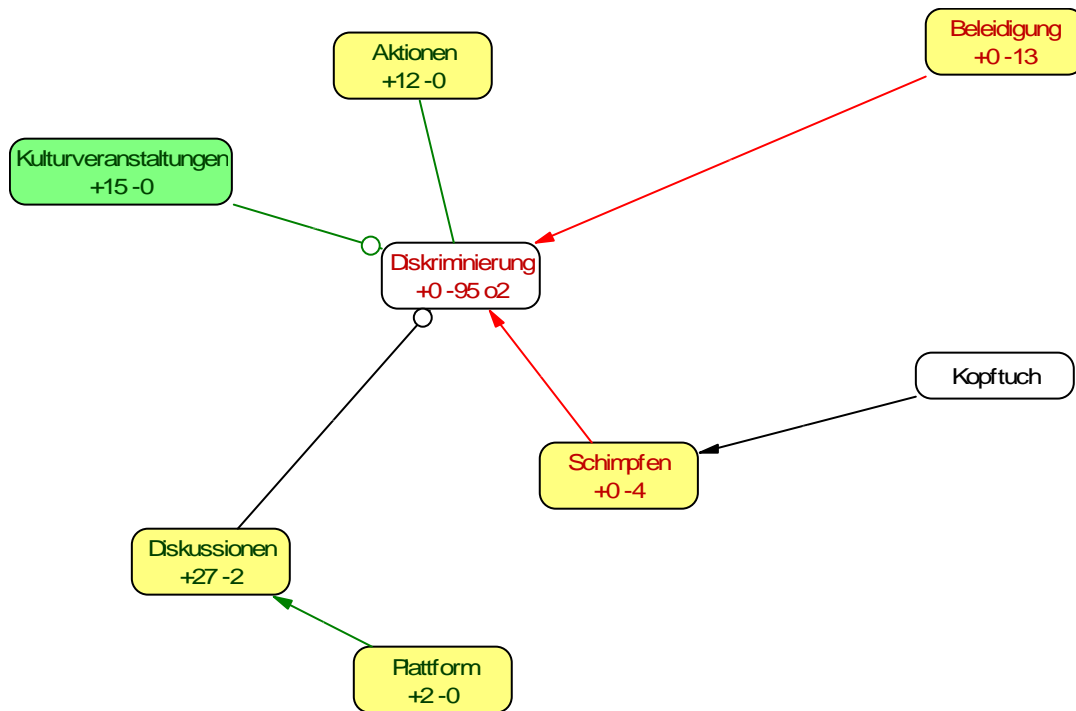 Beleidigung
+0 -13
Aktionen
+12 -0
Kulturveranstaltungen
+15 -0
Diskriminierung
+0 -95 o2
Kopftuch
Schimpfen
+0 -4
Diskussionen
+27 -2
Plattform
+2 -0